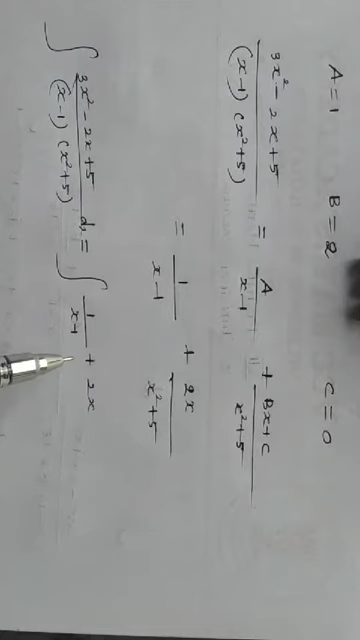 A = 1 B = 2 C = 0
3x² - 2x + 5 / (x-1) (x²+5) = A / x-1 + Bx+C / x²+5
= 1 / x-1 + 2x / x²+5
∫ 3x² - 2x + 5 / (x-1) (x²+5) dx = ∫ 1 / x-1 + 2x